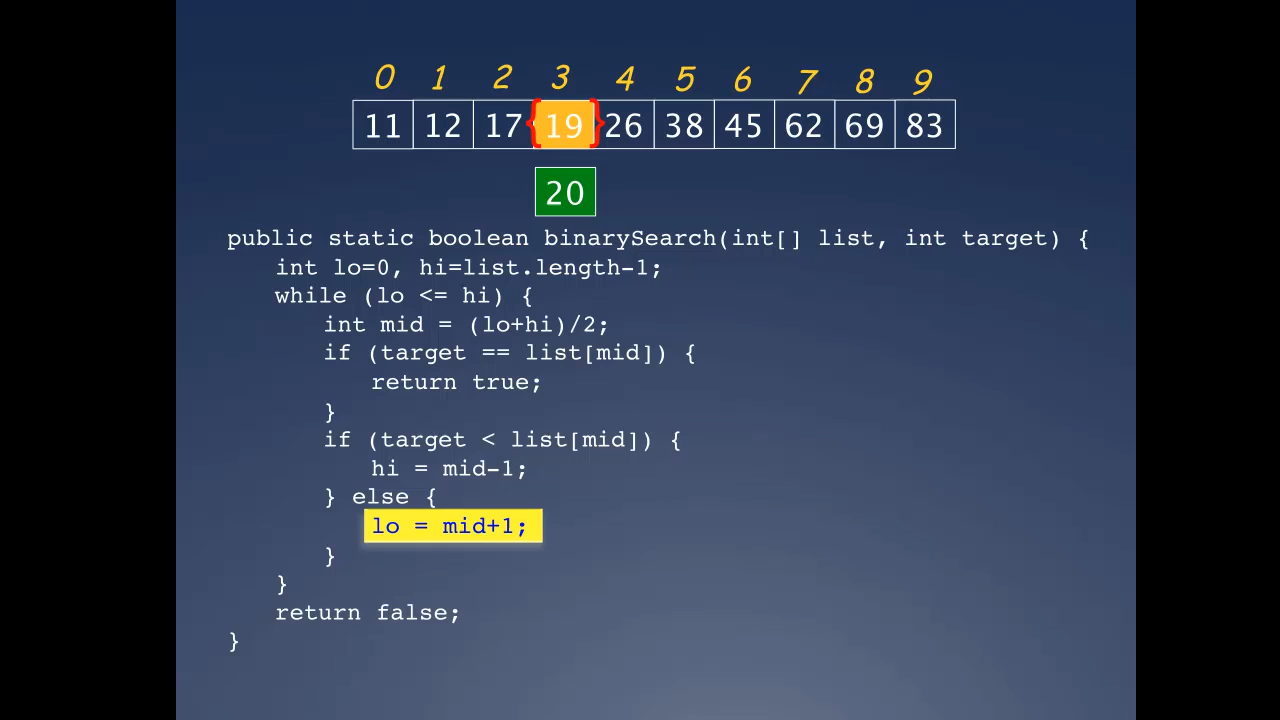 0 1 2 3 4 5 6 7 8 9
11 12 17 {19} 26 38 45 62 69 83
20
public static boolean binarySearch(int[] list, int target) {
int lo=0, hi=list.length-1;
while (lo <= hi) {
int mid = (lo+hi)/2;
if (target == list[mid]) {
return true;
}
if (target < list[mid]) {
hi = mid-1;
} else {
lo = mid+1;
}
}
return false;
}